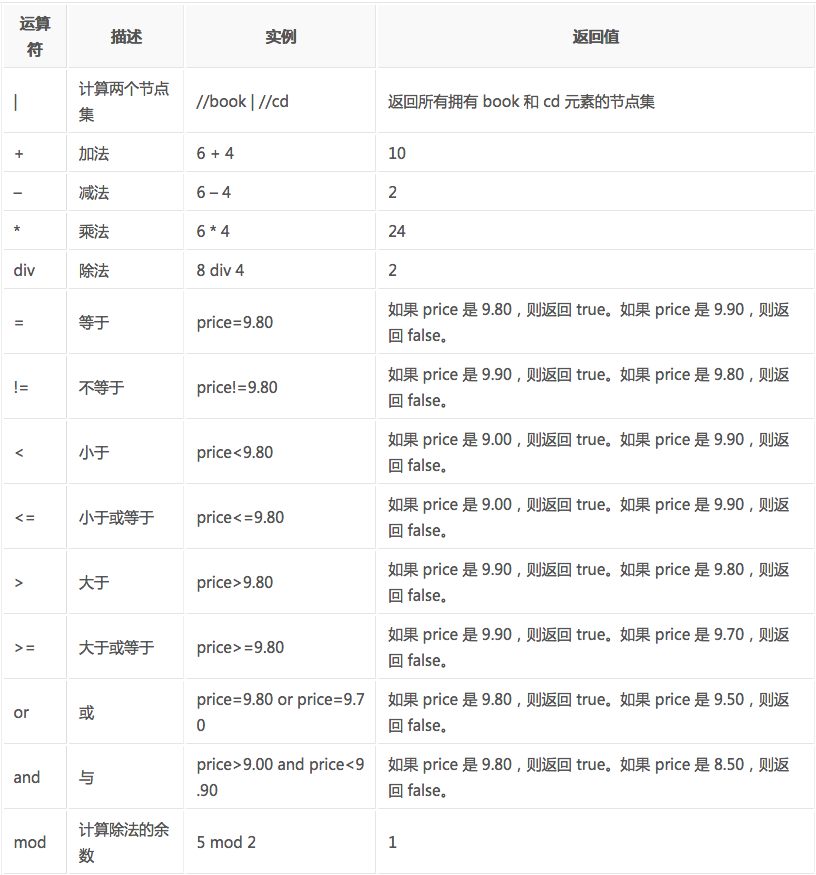 运算符 描述 实例 返回值
| 计算两个节点集 //book | //cd 返回所有拥有 book 和 cd 元素的节点集
+ 加法 6 + 4 10
– 减法 6 – 4 2
* 乘法 6 * 4 24
div 除法 8 div 4 2
= 等于 price=9.80 如果 price 是 9.80，则返回 true。如果 price 是 9.90，则返回 false。
!= 不等于 price!=9.80 如果 price 是 9.90，则返回 true。如果 price 是 9.80，则返回 false。
< 小于 price<9.80 如果 price 是 9.00，则返回 true。如果 price 是 9.90，则返回 false。
<= 小于或等于 price<=9.80 如果 price 是 9.00，则返回 true。如果 price 是 9.90，则返回 false。
> 大于 price>9.80 如果 price 是 9.90，则返回 true。如果 price 是 9.80，则返回 false。
>= 大于或等于 price>=9.80 如果 price 是 9.90，则返回 true。如果 price 是 9.70，则返回 false。
or 或 price=9.80 or price=9.70 如果 price 是 9.80，则返回 true。如果 price 是 9.50，则返回 false。
and 与 price>9.00 and price<9.90 如果 price 是 9.80，则返回 true。如果 price 是 8.50，则返回 false。
mod 计算除法的余数 5 mod 2 1